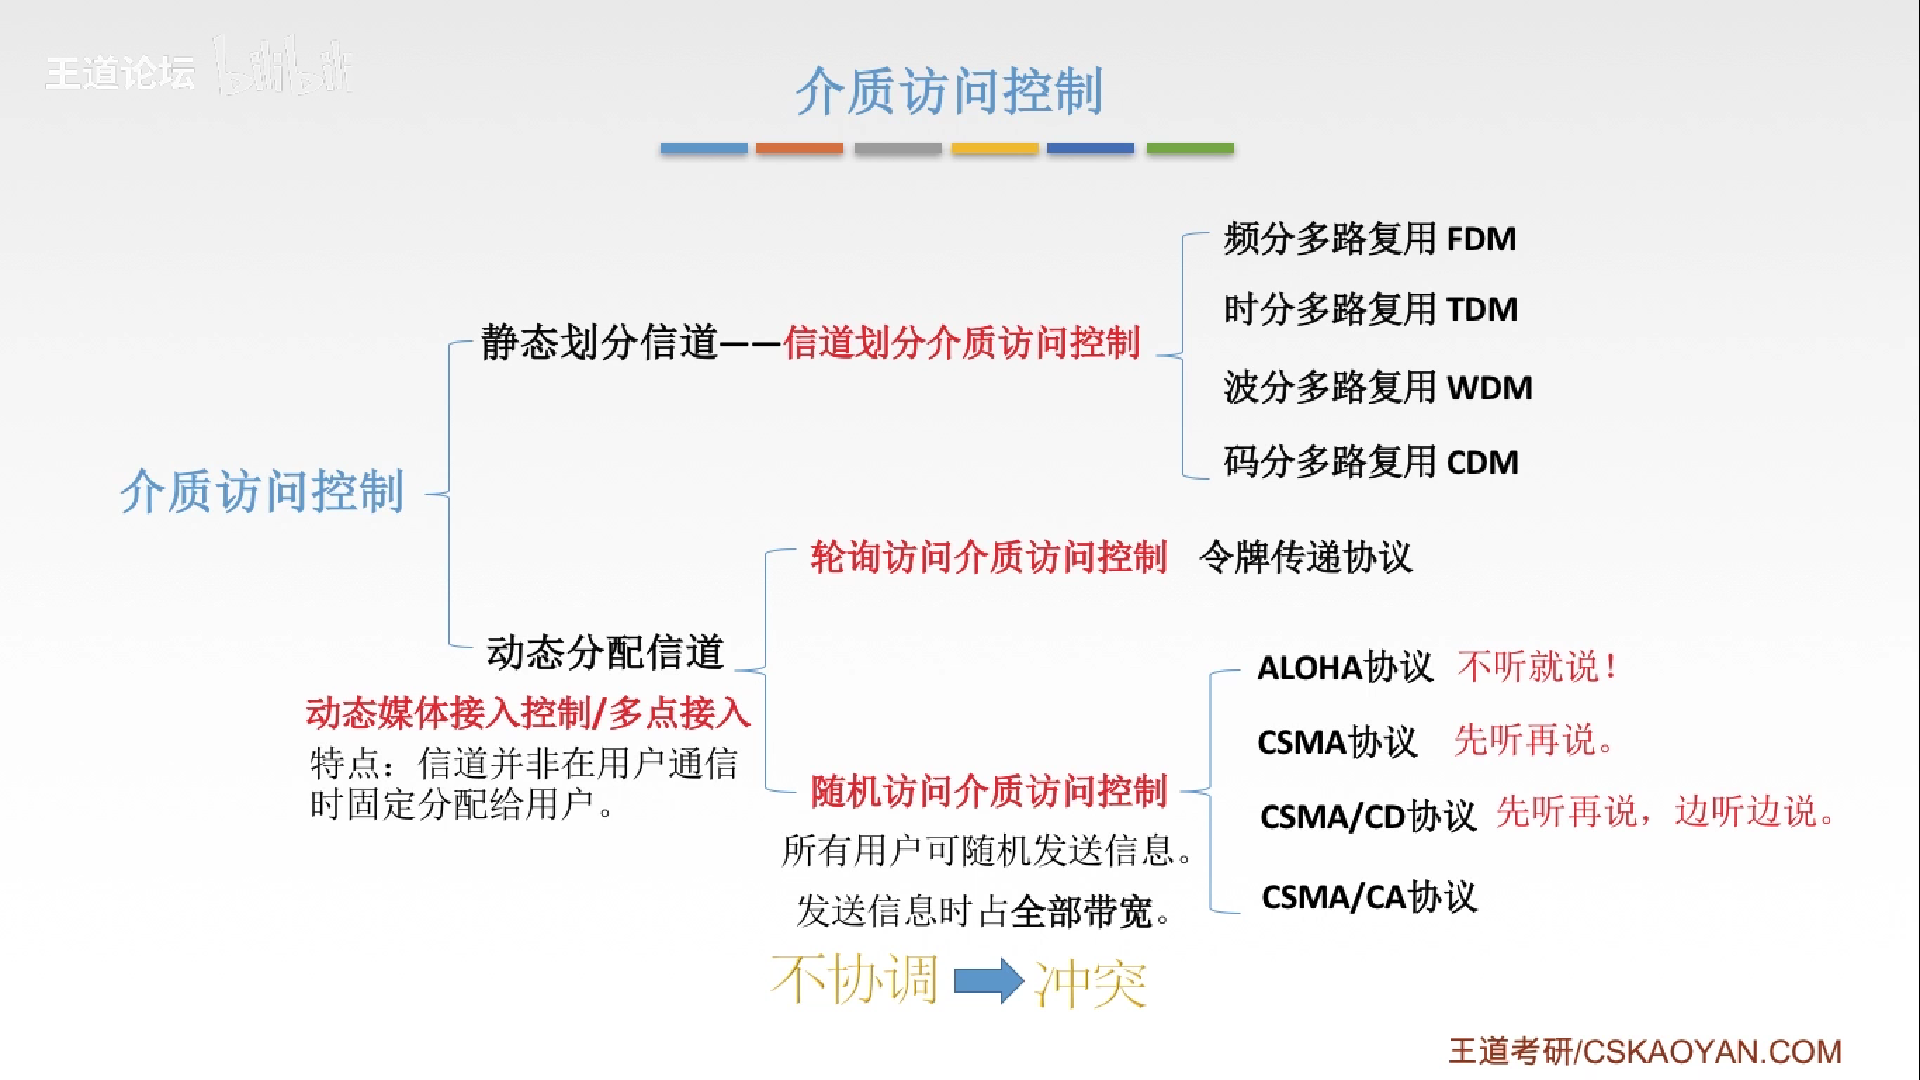 王道论坛 bilibili
介质访问控制
频分多路复用 FDM
时分多路复用 TDM
静态划分信道——信道划分介质访问控制
波分多路复用 WDM
码分多路复用 CDM
介质访问控制
轮询访问介质访问控制 令牌传递协议
动态分配信道
动态媒体接入控制/多点接入
特点：信道并非在用户通信
时固定分配给用户。
ALOHA协议 不听就说！
CSMA协议 先听再说。
随机访问介质访问控制
CSMA/CD协议 先听再说，边听边说。
所有用户可随机发送信息。
CSMA/CA协议
发送信息时占全部带宽。
不协调 冲突
王道考研/CSKAOYAN.COM